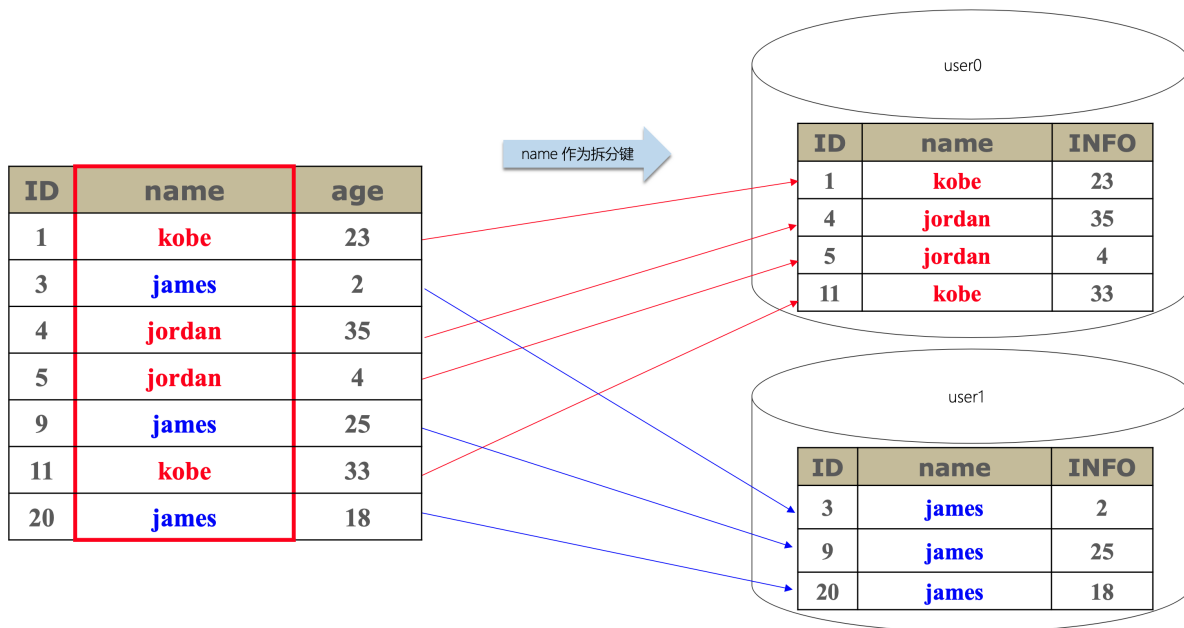 ID name age
1 kobe 23
3 james 2
4 jordan 35
5 jordan 4
9 james 25
11 kobe 33
20 james 18
name 作为拆分键
user0
ID name INFO
1 kobe 23
4 jordan 35
5 jordan 4
11 kobe 33
user1
ID name INFO
3 james 2
9 james 25
20 james 18